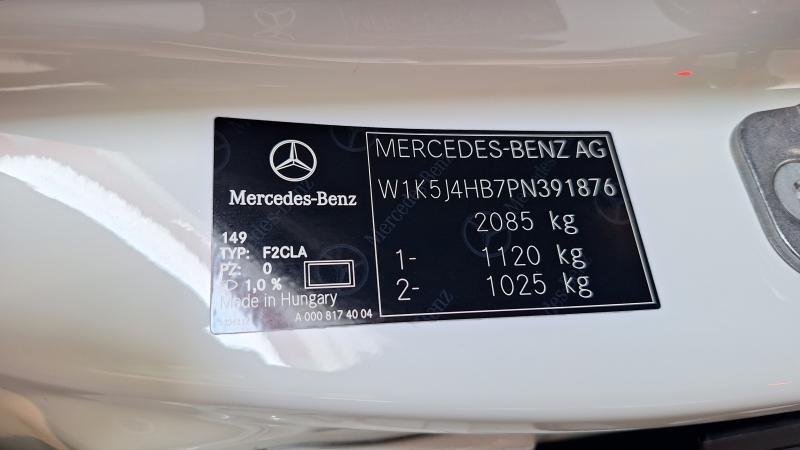 Mercedes-Benz
149
TYP: F2CLA
PZ: 0
1,0 %
Made in Hungary
A 000 817 40 04
MERCEDES-BENZ AG
W1K5J4HB7PN391876
2085 kg
1- 1120 kg
2- 1025 kg